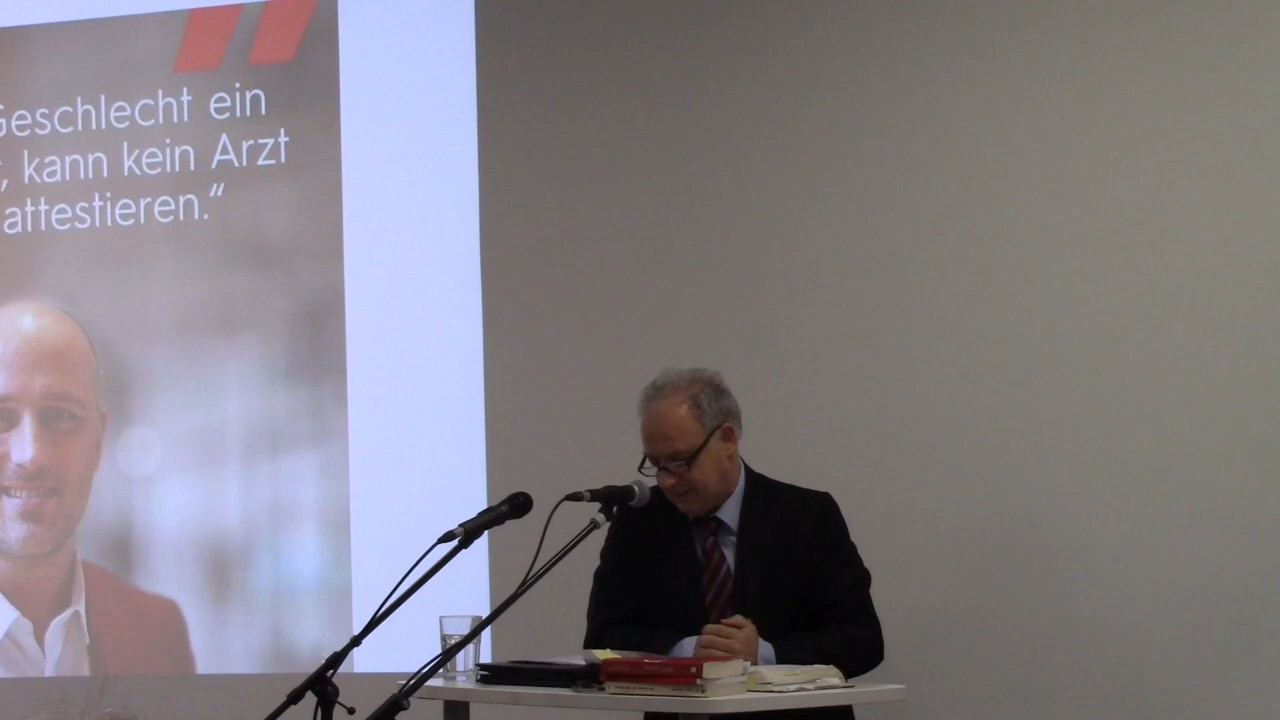 Geschlecht ein
, kann kein Arzt
attestieren.“